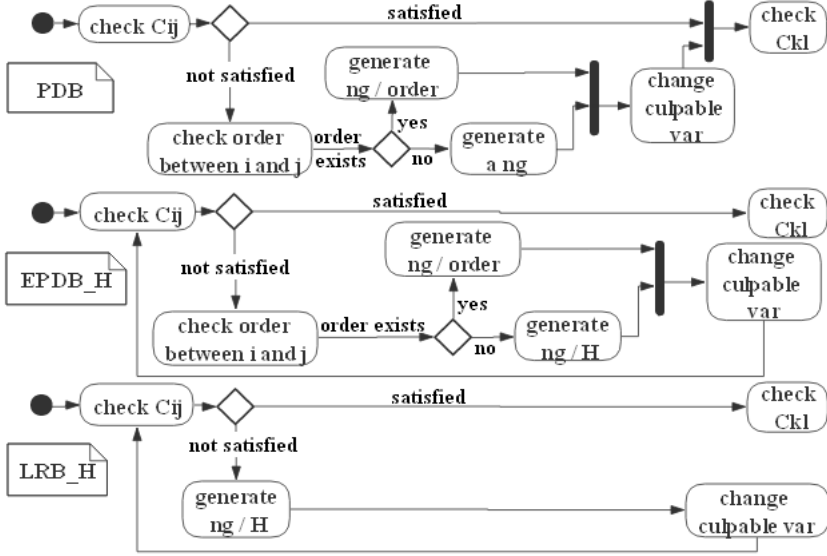 check Cij
satisfied
check
Ckl
PDB
not satisfied
generate
ng / order
change
culpable
var
check order
between i and j
order
exists
yes
no
generate
a ng
check Cij
satisfied
check
Ckl
EPDB_H
not satisfied
generate
ng / order
change
culpable
var
check order
between i and j
order exists
yes
no
generate
ng / H
check Cij
satisfied
check
Ckl
LRB_H
not satisfied
generate
ng / H
change
culpable var